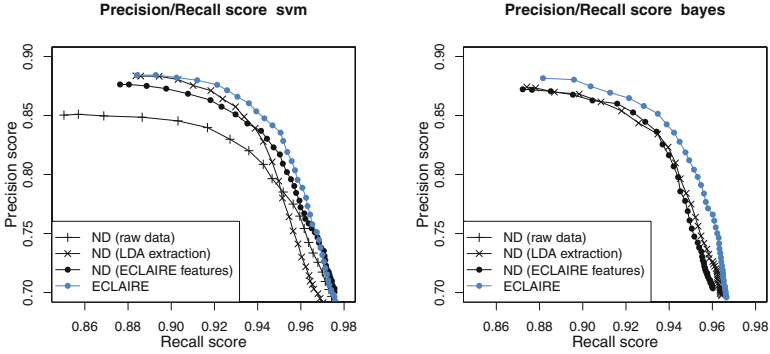 Precision/Recall score svm
Precision score
0.90
0.85
0.80
0.75
0.70
ND (raw data)
ND (LDA extraction)
ND (ECLAIRE features)
ECLAIRE
0.86 0.88 0.90 0.92 0.94 0.96 0.98
Recall score
Precision/Recall score bayes
Precision score
0.90
0.85
0.80
0.75
0.70
ND (raw data)
ND (LDA extraction)
ND (ECLAIRE features)
ECLAIRE
0.86 0.88 0.90 0.92 0.94 0.96 0.98
Recall score